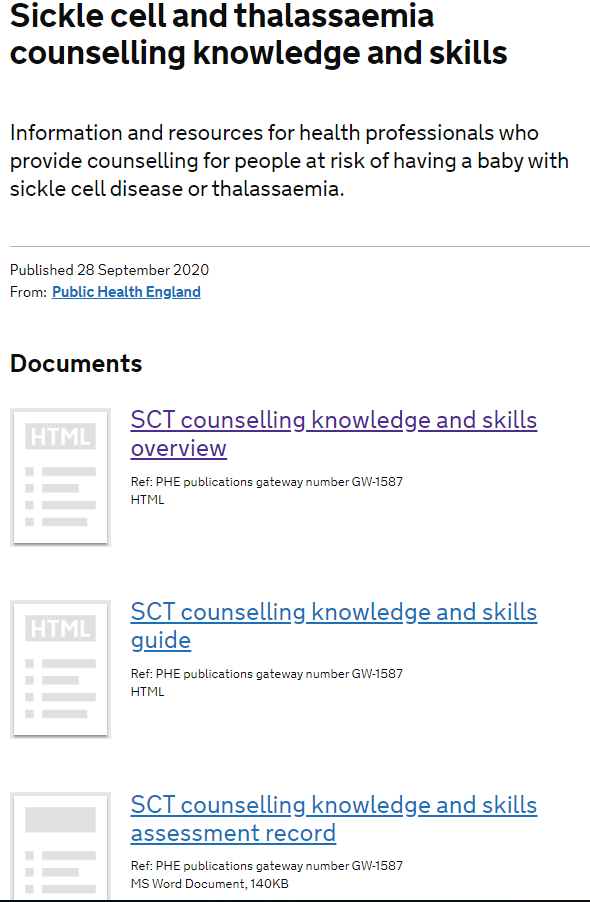 Sickle cell and thalassaemia
counselling knowledge and skills
Information and resources for health professionals who
provide counselling for people at risk of having a baby with
sickle cell disease or thalassaemia.
Published 28 September 2020
From: Public Health England
Documents
HTML
SCT counselling knowledge and skills
overview
Ref: PHE publications gateway number GW-1587
HTML
HTML
SCT counselling knowledge and skills
guide
Ref: PHE publications gateway number GW-1587
HTML
SCT counselling knowledge and skills
assessment record
Ref: PHE publications gateway number GW-1587
MS Word Document, 140KB